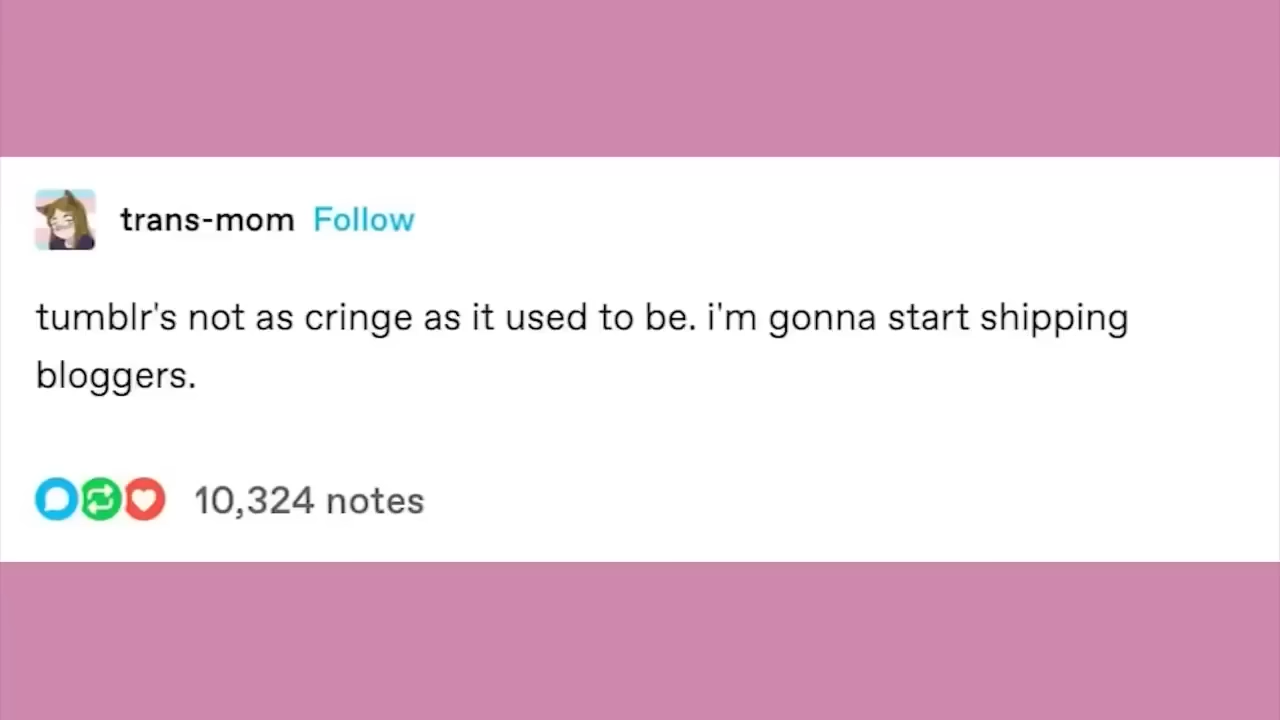 trans-mom Follow
tumblr's not as cringe as it used to be. i'm gonna start shipping
bloggers.
10,324 notes